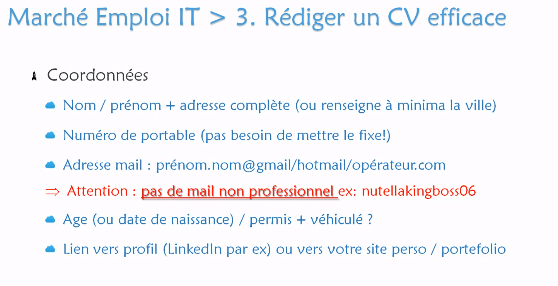 Marché Emploi IT > 3. Rédiger un CV efficace
Coordonnées
Nom / prénom + adresse complète (ou renseigne à minima la ville)
Numéro de portable (pas besoin de mettre le fixe!)
Adresse mail : prénom.nom@gmail/hotmail/opérateur.com
⇒ Attention : pas de mail non professionnel ex: nutellakingboss06
Age (ou date de naissance) / permis + véhiculé ?
Lien vers profil (LinkedIn par ex) ou vers votre site perso / portefolio